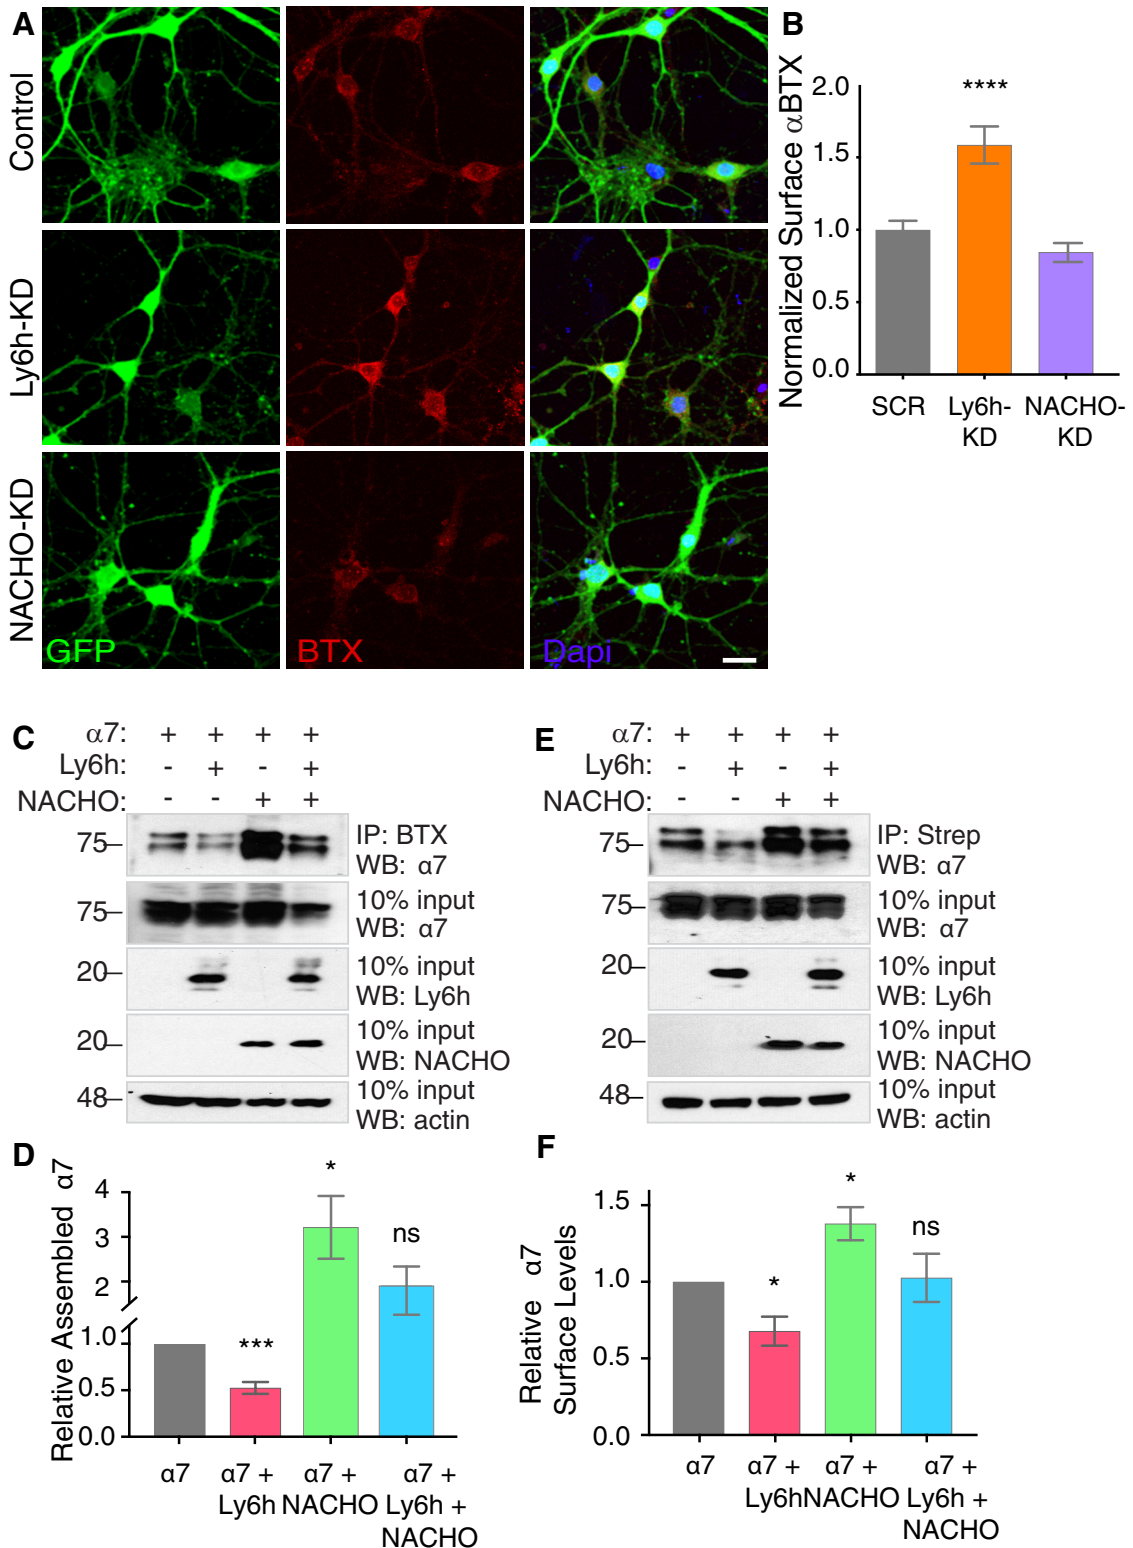 A
Control
Ly6h-KD
NACHO-KD
GFP
BTX
Dapi
B
Normalized Surface αBTX
2.0
1.5
1.0
0.5
0.0
****
SCR
Ly6h-
KD
NACHO-
KD
C
α7: + + + +
Ly6h: - + - +
NACHO: - - + +
75
IP: BTX
WB: α7
75
10% input
WB: α7
20
10% input
WB: Ly6h
20
10% input
WB: NACHO
48
10% input
WB: actin
E
α7: + + + +
Ly6h: - + - +
NACHO: - - + +
75
IP: Strep
WB: α7
75
10% input
WB: α7
20
10% input
WB: Ly6h
20
10% input
WB: NACHO
48
10% input
WB: actin
D
Relative Assembled α7
4
3
2
1.0
0.5
0.0
***
*
ns
α7
α7 +
Ly6h
α7 +
NACHO
α7 +
Ly6h +
NACHO
F
Relative α7
Surface Levels
1.5
1.0
0.5
0.0
*
*
ns
α7
α7 +
Ly6h
α7 +
NACHO
α7 +
Ly6h +
NACHO